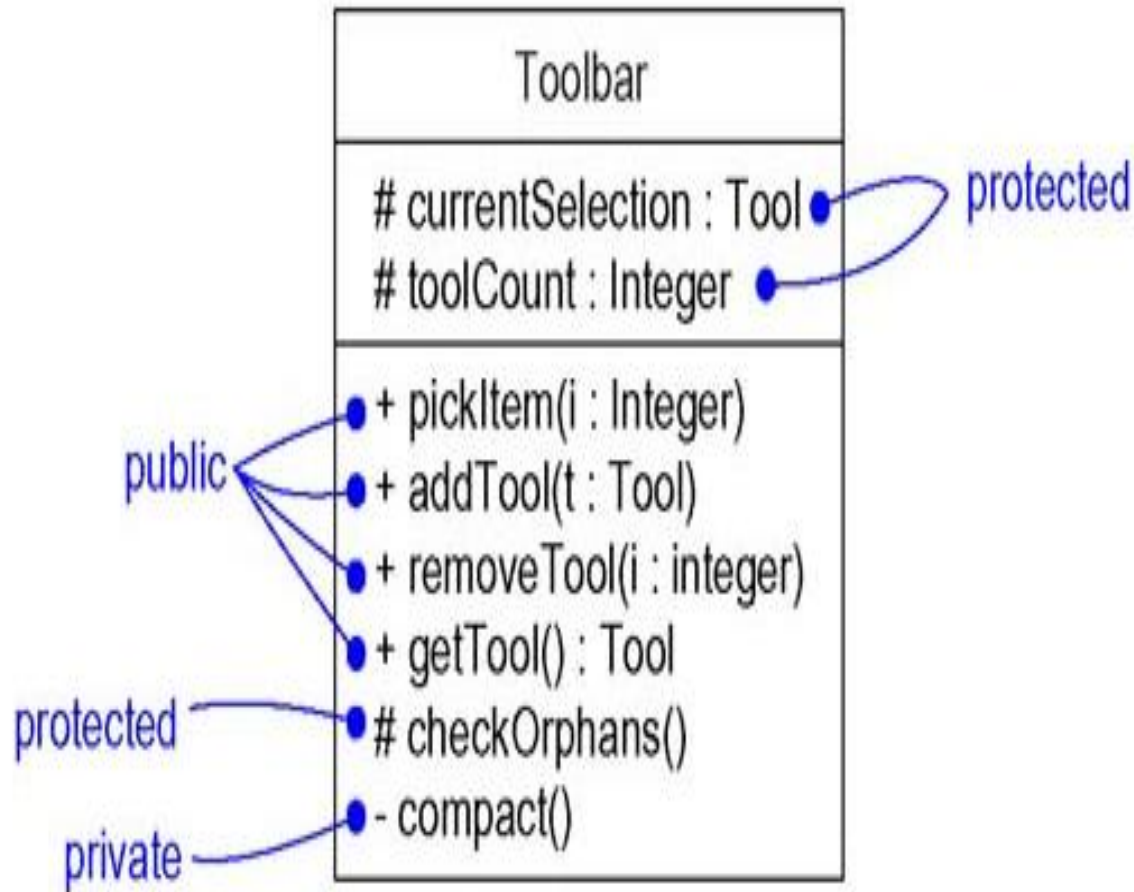 Toolbar
# currentSelection : Tool
# toolCount : Integer
protected
+ pickItem(i : Integer)
+ addTool(t : Tool)
+ removeTool(i : integer)
+ getTool() : Tool
# checkOrphans()
- compact()
public
protected
private